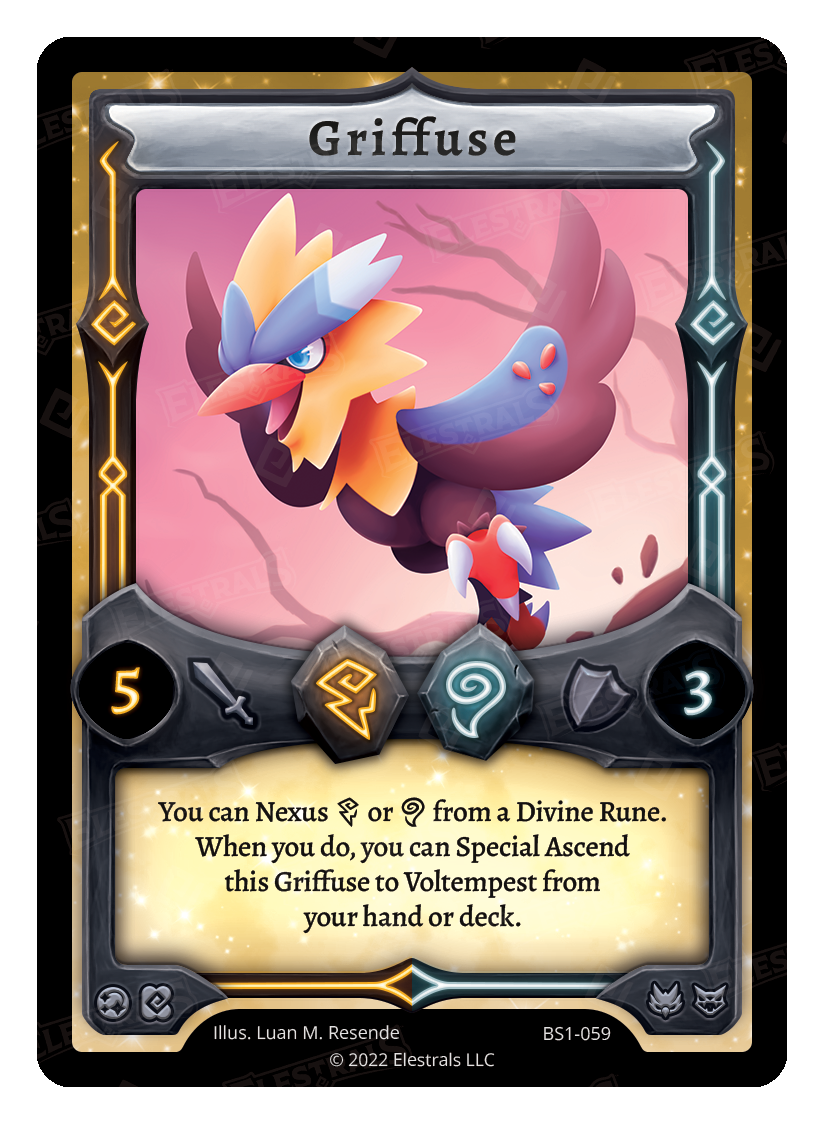 Griffuse
5
3
You can Nexus or from a Divine Rune.
When you do, you can Special Ascend
this Griffuse to Voltempest from
your hand or deck.
Illus. Luan M. Resende
BS1-059
© 2022 Elestrals LLC
ELESTRALS